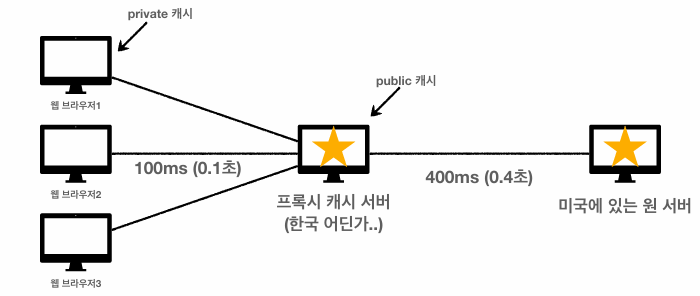 private 캐시
public 캐시
웹 브라우저1
100ms (0.1초)
400ms (0.4초)
웹 브라우저2
프록시 캐시 서버
(한국 어딘가..)
미국에 있는 원 서버
웹 브라우저3